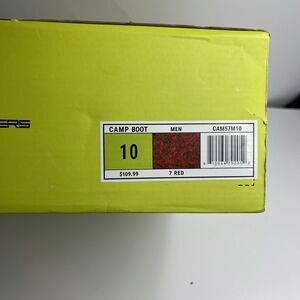 ERS
CAMP BOOT MEN CAM57M10
10
$109.99 7 RED